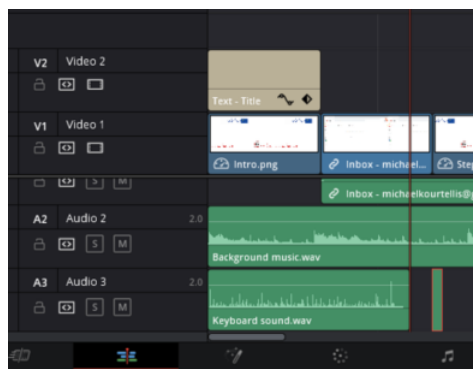 V2 Video 2
Text - Title
V1 Video 1
Intro.png
Inbox - michael...
Ste
S M
Inbox - michaelkourtellis@g
A2 Audio 2 2.0
S M
Background music.wav
A3 Audio 3 2.0
S M
Keyboard sound.wav